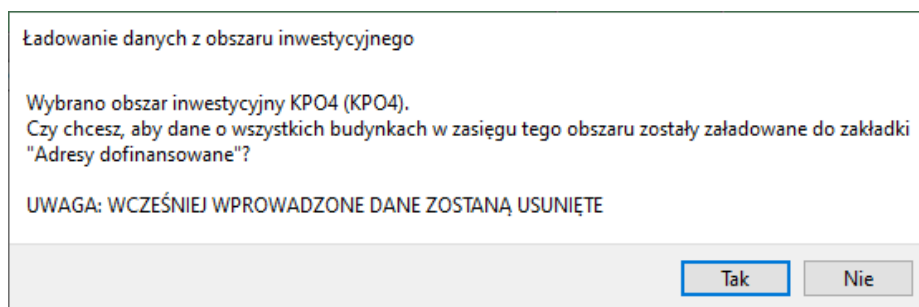 Ładowanie danych z obszaru inwestycyjnego
Wybrano obszar inwestycyjny KPO4 (KPO4).
Czy chcesz, aby dane o wszystkich budynkach w zasięgu tego obszaru zostały załadowane do zakładki
"Adresy dofinansowane"?
UWAGA: WCZEŚNIEJ WPROWADZONE DANE ZOSTANĄ USUNIĘTE
Tak
Nie